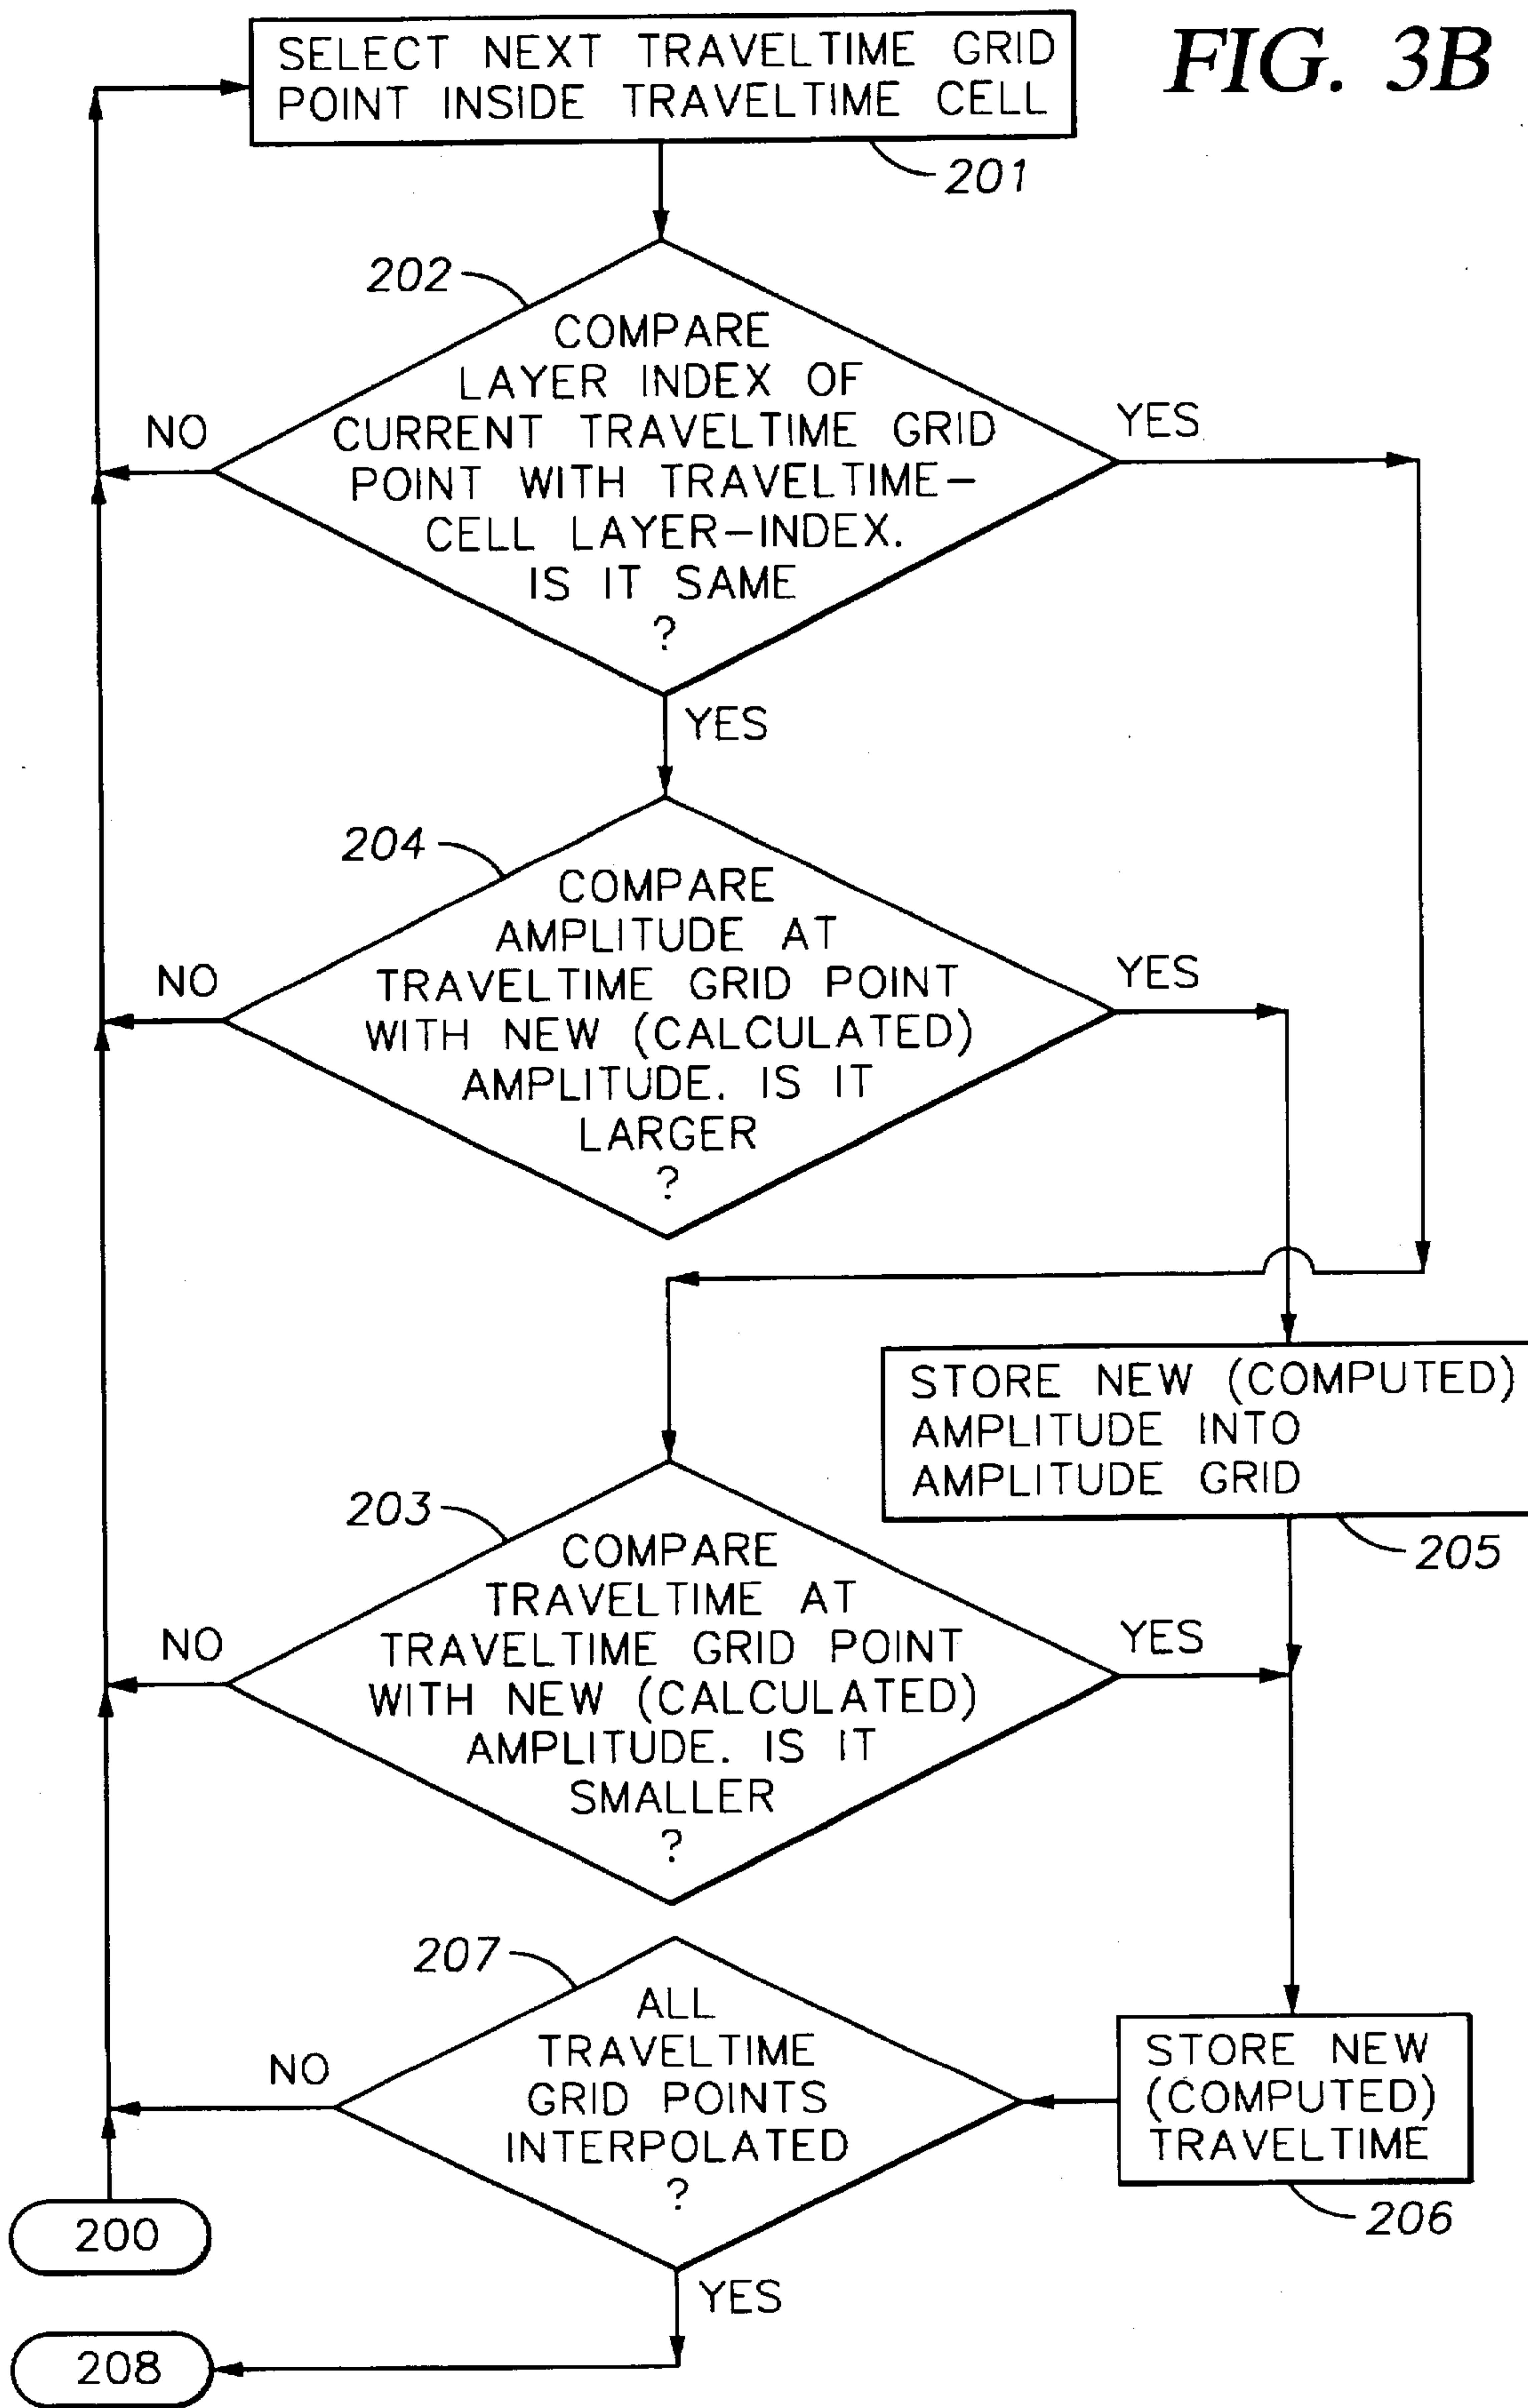 FIG. 3B
SELECT NEXT TRAVELTIME GRID
POINT INSIDE TRAVELTIME CELL
201
202
COMPARE
LAYER INDEX OF
CURRENT TRAVELTIME GRID
POINT WITH TRAVELTIME-
CELL LAYER-INDEX.
IS IT SAME
?
NO
YES
YES
204
COMPARE
AMPLITUDE AT
TRAVELTIME GRID POINT
WITH NEW (CALCULATED)
AMPLITUDE. IS IT
LARGER
?
NO
YES
STORE NEW (COMPUTED)
AMPLITUDE INTO
AMPLITUDE GRID
205
203
COMPARE
TRAVELTIME AT
TRAVELTIME GRID POINT
WITH NEW (CALCULATED)
AMPLITUDE. IS IT
SMALLER
?
NO
YES
207
ALL
TRAVELTIME
GRID POINTS
INTERPOLATED
?
NO
STORE NEW
(COMPUTED)
TRAVELTIME
206
200
YES
208